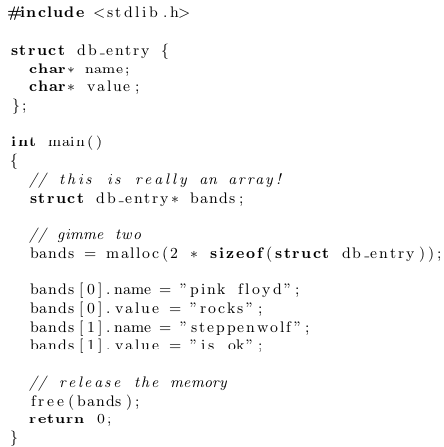 #include <stdlib.h>
struct db_entry {
char* name;
char* value;
};
int main()
{
// this is really an array!
struct db_entry* bands;
// gimme two
bands = malloc(2 * sizeof(struct db_entry));
bands[0].name = "pink floyd";
bands[0].value = "rocks";
bands[1].name = "steppenwolf";
bands[1].value = "is ok";
// release the memory
free(bands);
return 0;
}